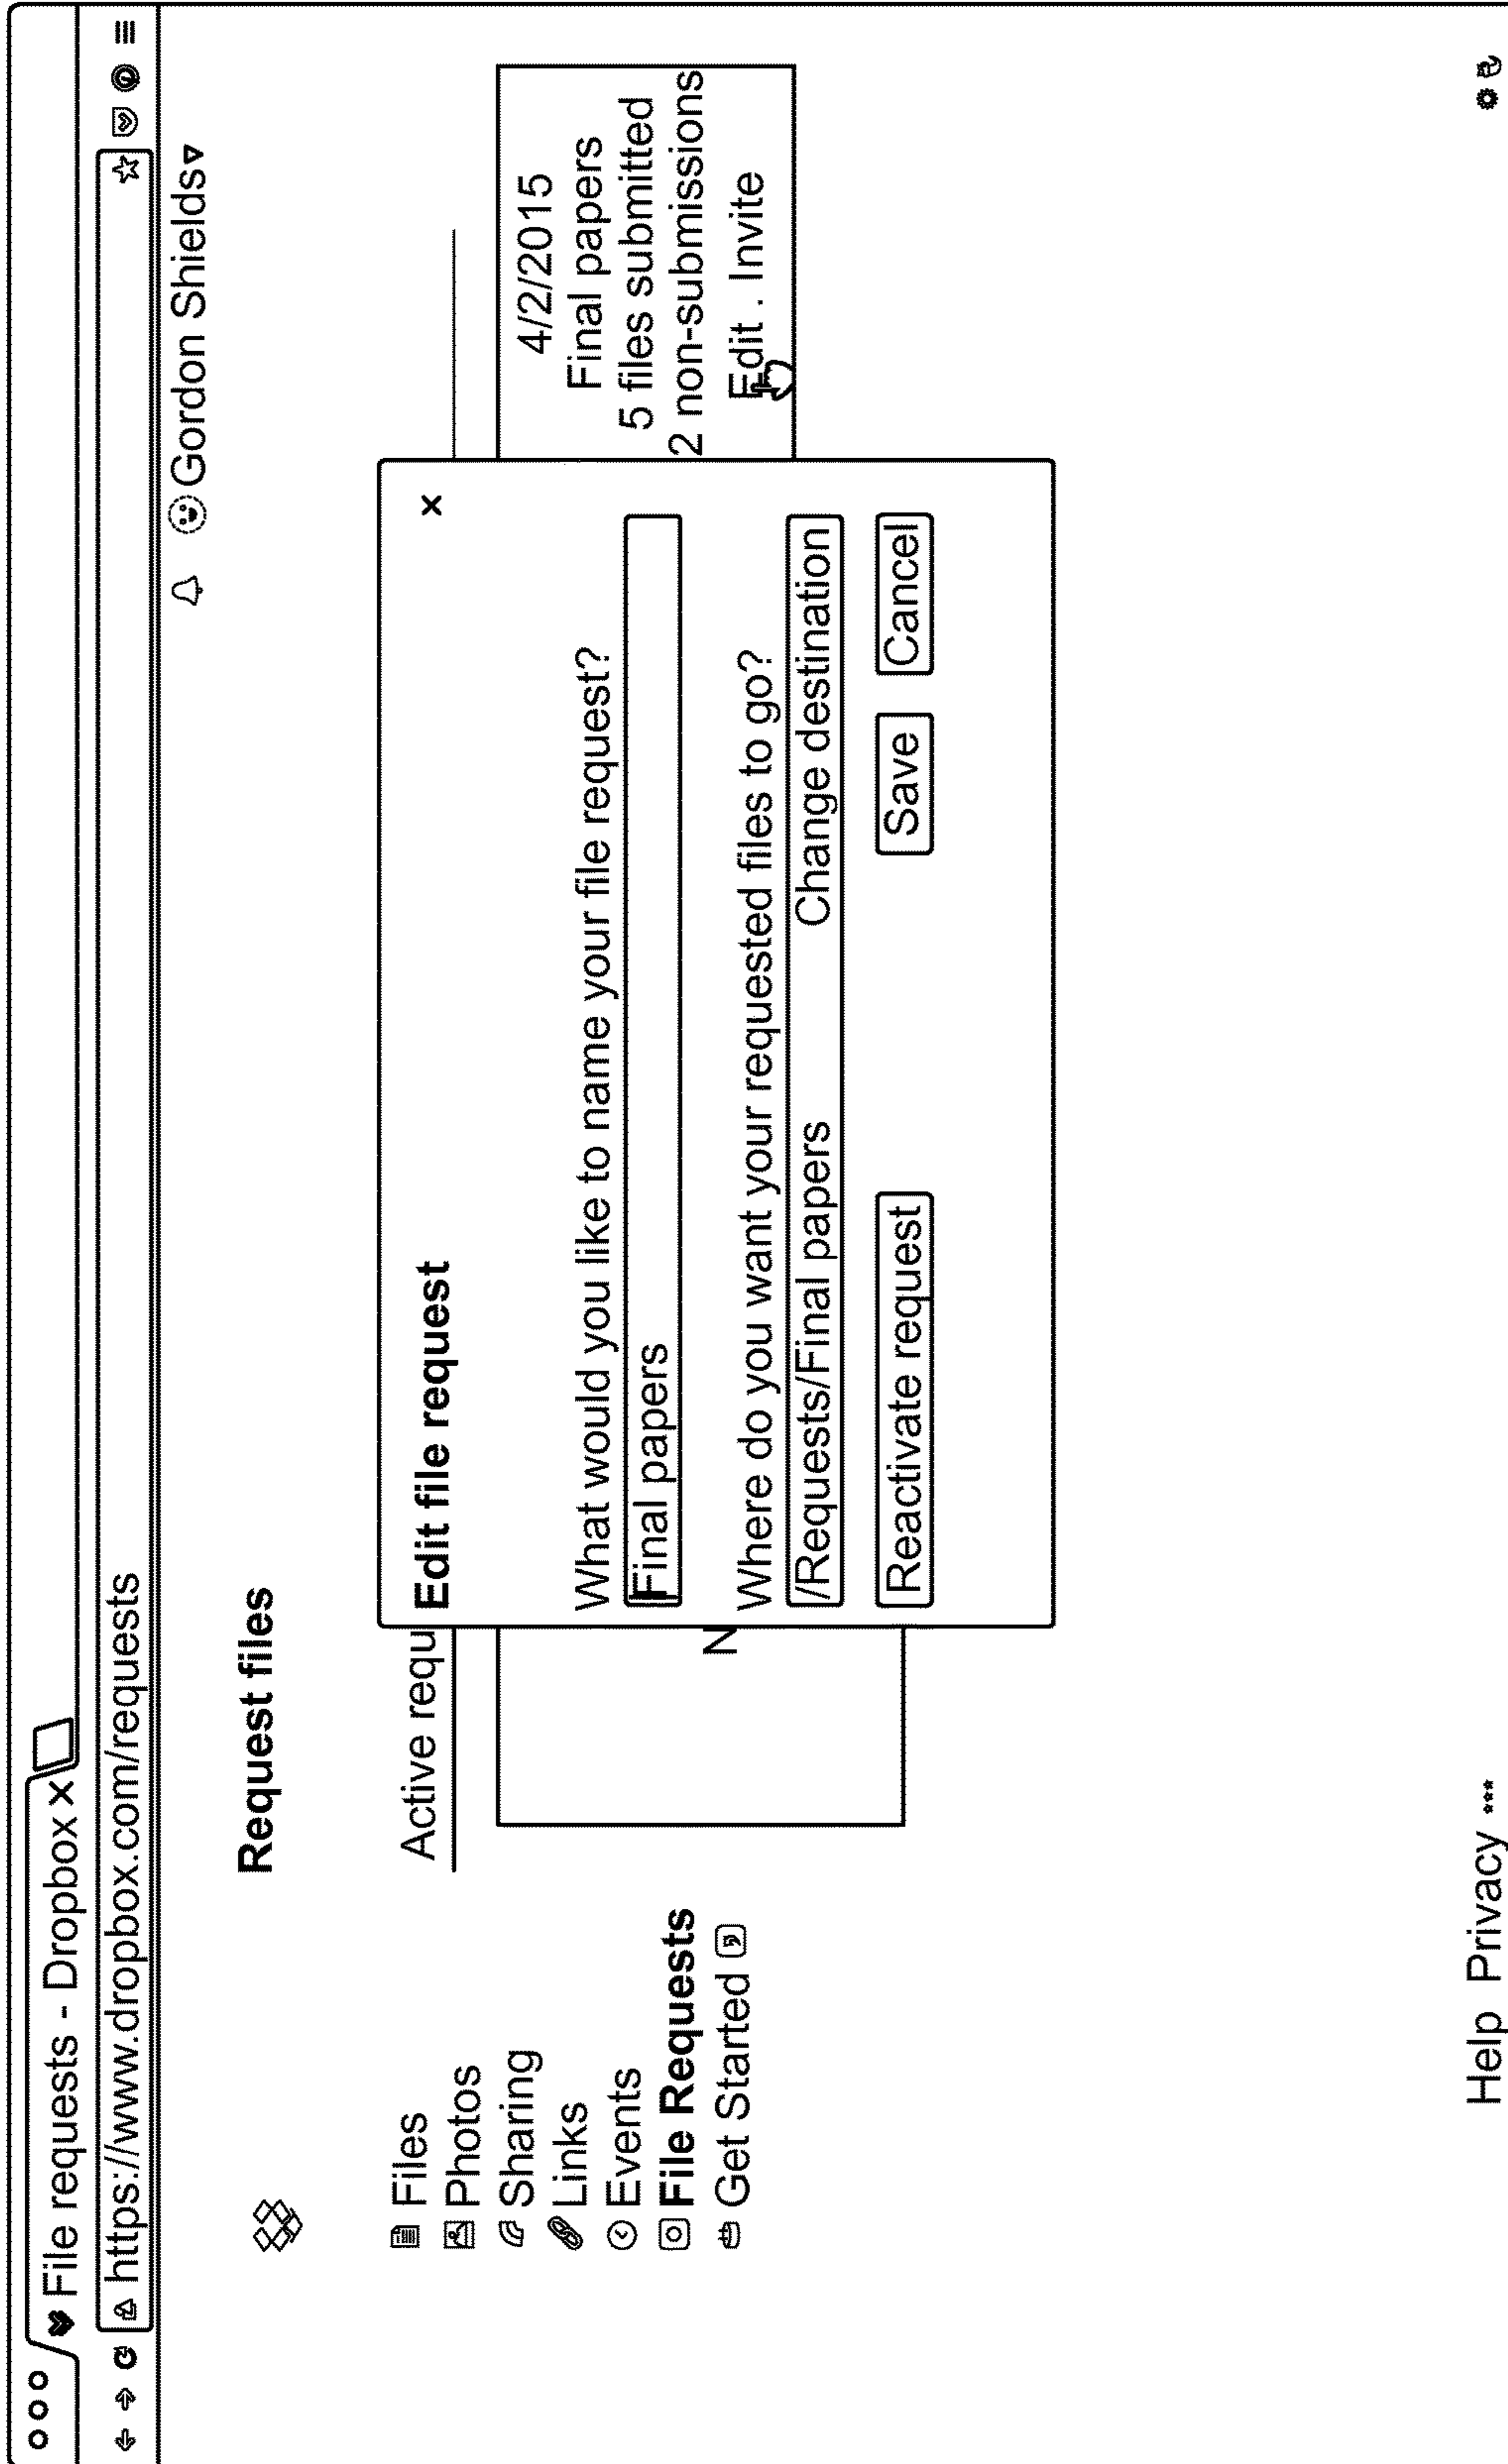 File requests - Dropbox
https://www.dropbox.com/requests
Gordon Shields
Request files
Files
Photos
Sharing
Links
Events
File Requests
Get Started
Active requ
Edit file request
What would you like to name your file request?
Final papers
Where do you want your requested files to go?
/Requests/Final papers Change destination
Reactivate request Save Cancel
N
4/2/2015
Final papers
5 files submitted
2 non-submissions
Edit . Invite
Help Privacy